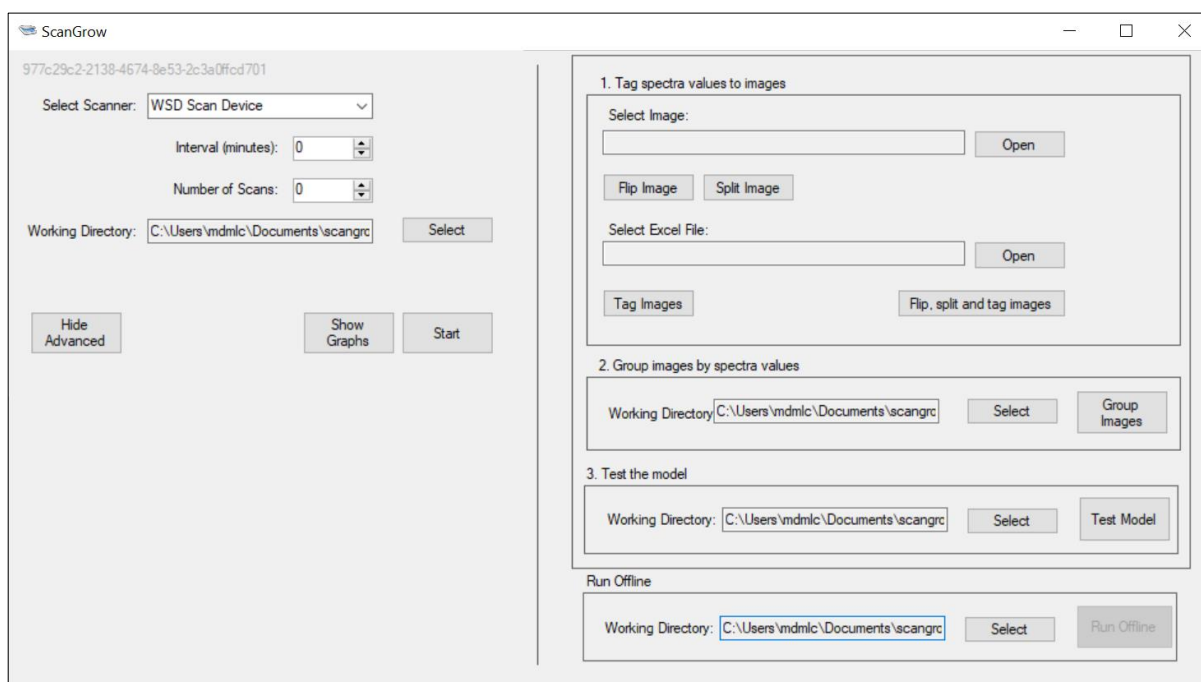 ScanGrow
977c29c2-2138-4674-8e53-2c3a0ffcd701
Select Scanner: WSD Scan Device
Interval (minutes): 0
Number of Scans: 0
Working Directory: C:\Users\mdmlc\Documents\scangrc Select
Hide
Advanced
Show
Graphs
Start
1. Tag spectra values to images
Select Image:
Open
Flip Image Split Image
Select Excel File:
Open
Tag Images Flip, split and tag images
2. Group images by spectra values
Working Directory C:\Users\mdmlc\Documents\scangrc Select
Group
Images
3. Test the model
Working Directory: C:\Users\mdmlc\Documents\scangrc Select Test Model
Run Offline
Working Directory: C:\Users\mdmlc\Documents\scangrc Select Run Offline